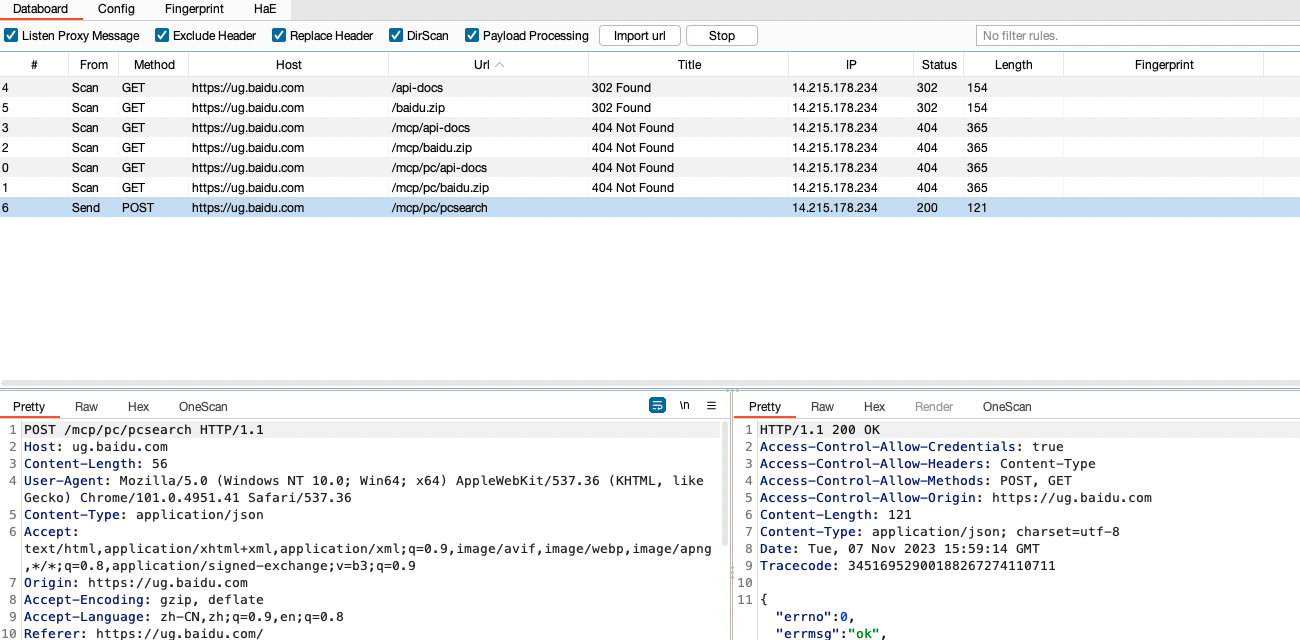 Databoard Config Fingerprint HaE
Listen Proxy Message Exclude Header Replace Header DirScan Payload Processing Import url Stop No filter rules.
# From Method Host Url Title IP Status Length Fingerprint
4 Scan GET https://ug.baidu.com /api-docs 302 Found 14.215.178.234 302 154
5 Scan GET https://ug.baidu.com /baidu.zip 302 Found 14.215.178.234 302 154
3 Scan GET https://ug.baidu.com /mcp/api-docs 404 Not Found 14.215.178.234 404 365
2 Scan GET https://ug.baidu.com /mcp/baidu.zip 404 Not Found 14.215.178.234 404 365
0 Scan GET https://ug.baidu.com /mcp/pc/api-docs 404 Not Found 14.215.178.234 404 365
1 Scan GET https://ug.baidu.com /mcp/pc/baidu.zip 404 Not Found 14.215.178.234 404 365
6 Send POST https://ug.baidu.com /mcp/pc/pcsearch 14.215.178.234 200 121
Pretty Raw Hex OneScan \n
1 POST /mcp/pc/pcsearch HTTP/1.1
2 Host: ug.baidu.com
3 Content-Length: 56
4 User-Agent: Mozilla/5.0 (Windows NT 10.0; Win64; x64) AppleWebKit/537.36 (KHTML, like
Gecko) Chrome/101.0.4951.41 Safari/537.36
5 Content-Type: application/json
6 Accept:
text/html,application/xhtml+xml,application/xml;q=0.9,image/avif,image/webp,image/apng
,*/*;q=0.8,application/signed-exchange;v=b3;q=0.9
7 Origin: https://ug.baidu.com
8 Accept-Encoding: gzip, deflate
9 Accept-Language: zh-CN,zh;q=0.9,en;q=0.8
10 Referer: https://ug.baidu.com/
Pretty Raw Hex Render OneScan
1 HTTP/1.1 200 OK
2 Access-Control-Allow-Credentials: true
3 Access-Control-Allow-Headers: Content-Type
4 Access-Control-Allow-Methods: POST, GET
5 Access-Control-Allow-Origin: https://ug.baidu.com
6 Content-Length: 121
7 Content-Type: application/json; charset=utf-8
8 Date: Tue, 07 Nov 2023 15:59:14 GMT
9 Tracecode: 34516952900188267274110711
10
11 {
"errno":0,
"errmsg":"ok",